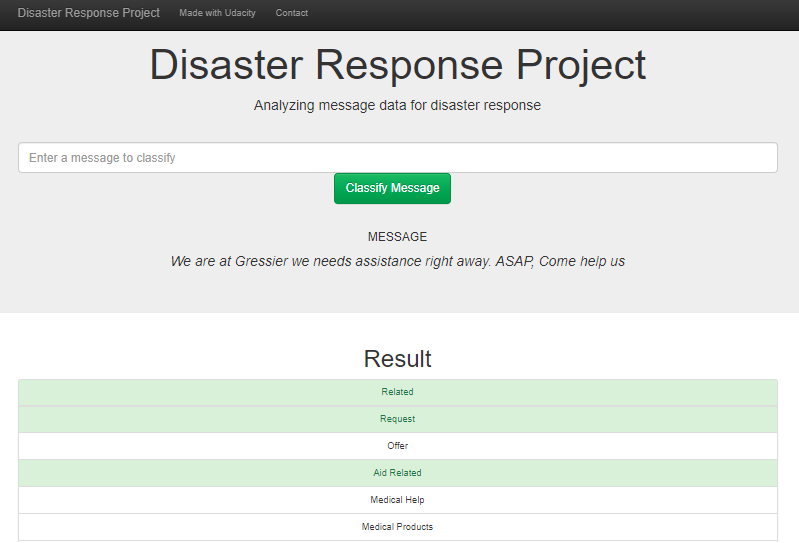 Disaster Response Project Made with Udacity Contact
Disaster Response Project
Analyzing message data for disaster response
Enter a message to classify
Classify Message
MESSAGE
We are at Gressier we needs assistance right away. ASAP, Come help us
Result
Related
Request
Offer
Aid Related
Medical Help
Medical Products